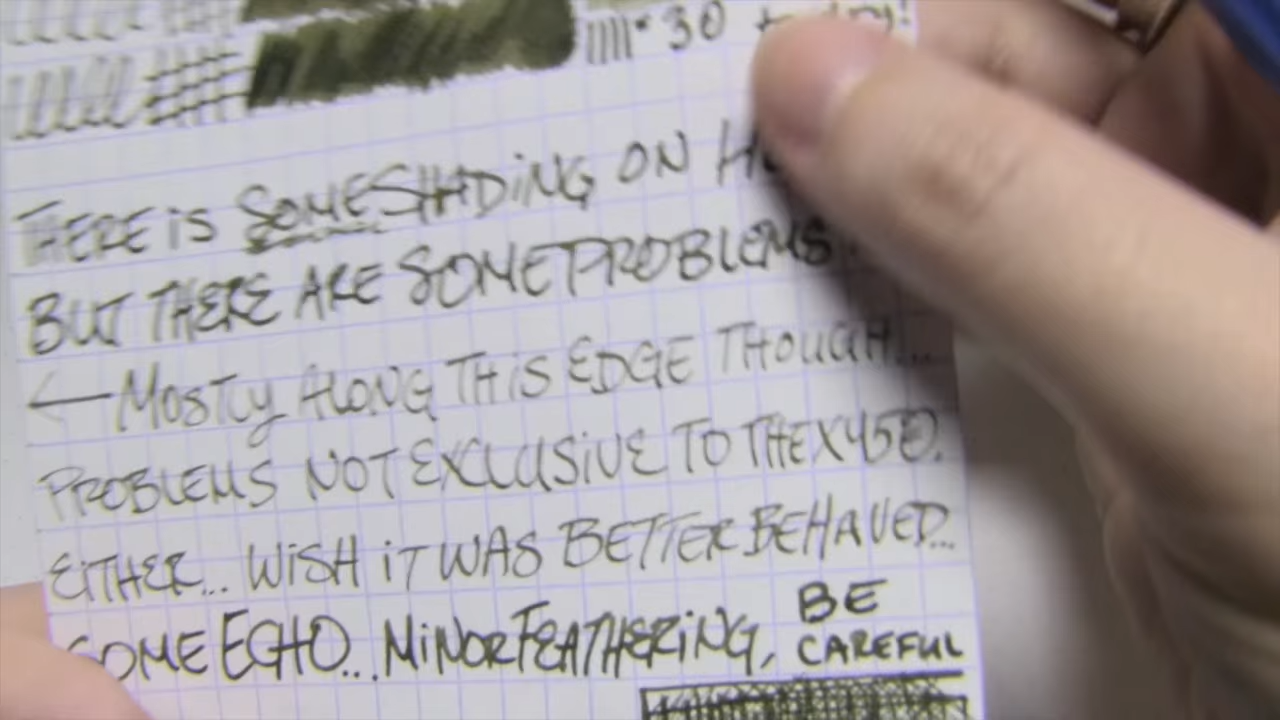 30
THERE IS SOME SHADING ON
BUT THERE ARE SOME PROBLEMS
← MOSTLY ALONG THIS EDGE THOUGH...
PROBLEMS NOT EXCLUSIVE TO THE X450.
EITHER... WISH IT WAS BETTER BEHAVED...
SOME ECHO... MINOR FEATHERING, BE CAREFUL